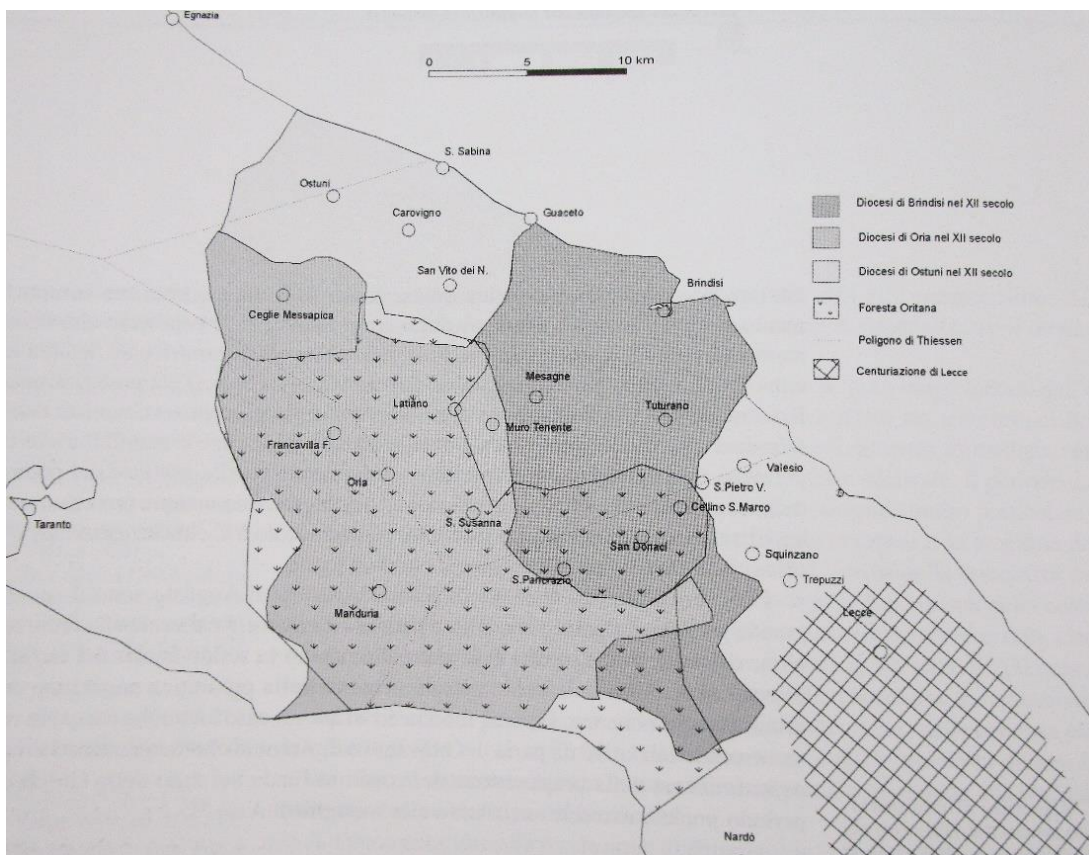 Egnazia
0 5 10 km
S. Sabina
Ostuni
Carovigno
Guaceto
San Vito dei N.
Brindisi
Ceglie Messapica
Mesagne
Latiano
Tuturano
Muro Tenente
Francavilla F.
Valesio
Oria
S.Pietro V.
Taranto
S. Susanna
Cellino S.Marco
San Donaci
Squinzano
S.Pancrazio
Trepuzzi
Manduria
Lecce
Nardò
Diocesi di Brindisi nel XII secolo
Diocesi di Oria nel XII secolo
Diocesi di Ostuni nel XII secolo
Foresta Oritana
Poligono di Thiessen
Centuriazione di Lecce